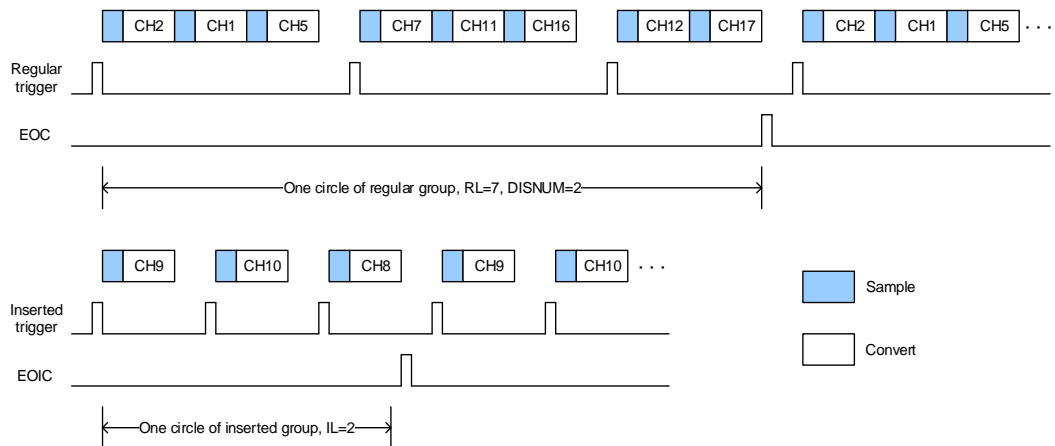 CH2 CH1 CH5 CH7 CH11 CH16 CH12 CH17 CH2 CH1 CH5 ...
Regular
trigger
EOC
One circle of regular group, RL=7, DISNUM=2
CH9 CH10 CH8 CH9 CH10 ...
Inserted
trigger
EOIC
One circle of inserted group, IL=2
Sample
Convert